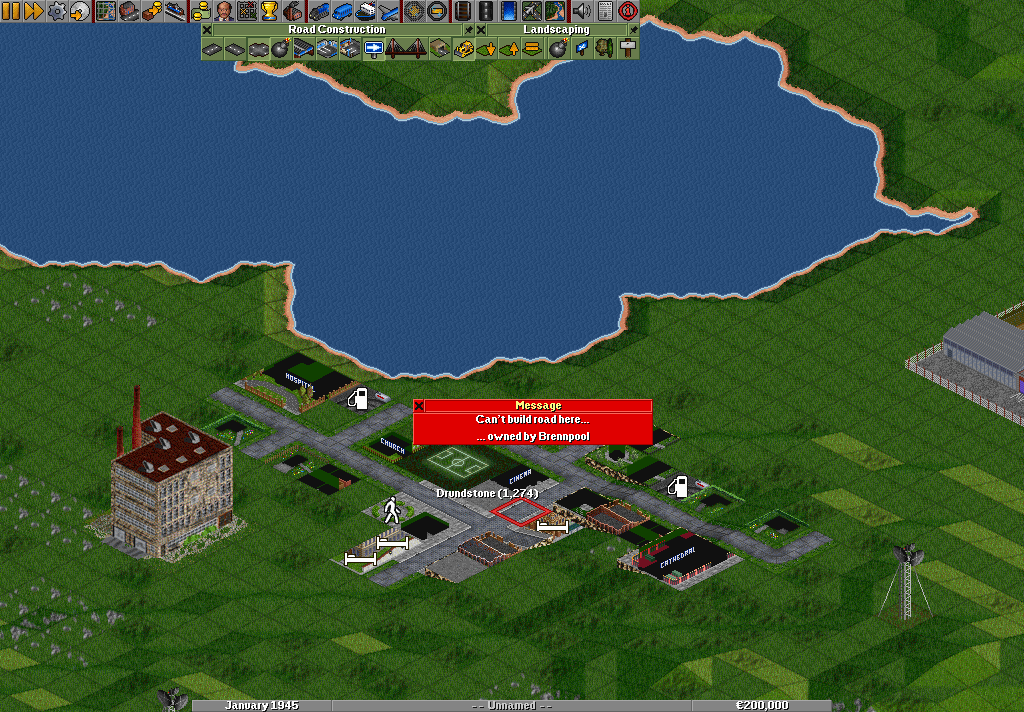 Road Construction
Landscaping
HOSPITAL
CHURCH
Message
Can't build road here...
... owned by Brennpool
CINEMA
Drundstone (1,274)
CATHEDRAL
January 1945
-- Unnamed --
€200,000